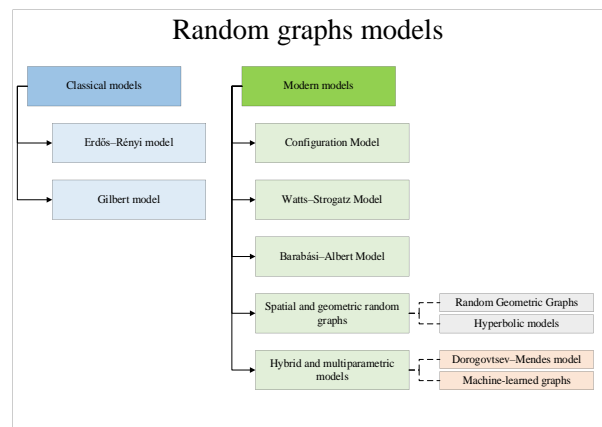 Random graphs models
Classical models
Erdős–Rényi model
Gilbert model
Modern models
Configuration Model
Watts–Strogatz Model
Barabási–Albert Model
Spatial and geometric random
graphs
Random Geometric Graphs
Hyperbolic models
Hybrid and multiparametric
models
Dorogovtsev–Mendes model
Machine-learned graphs